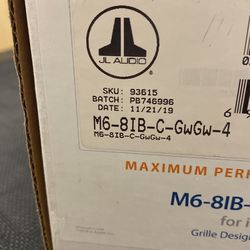 JL AUDIO
SKU: 93615
BATCH: PB746996
DATE: 11/21/19
M6-8IB-C-GwGw-4
M6-8IB-C-GwGw-4
6
MAXIMUM PERF
M6-8IB-
for i
Grille Design